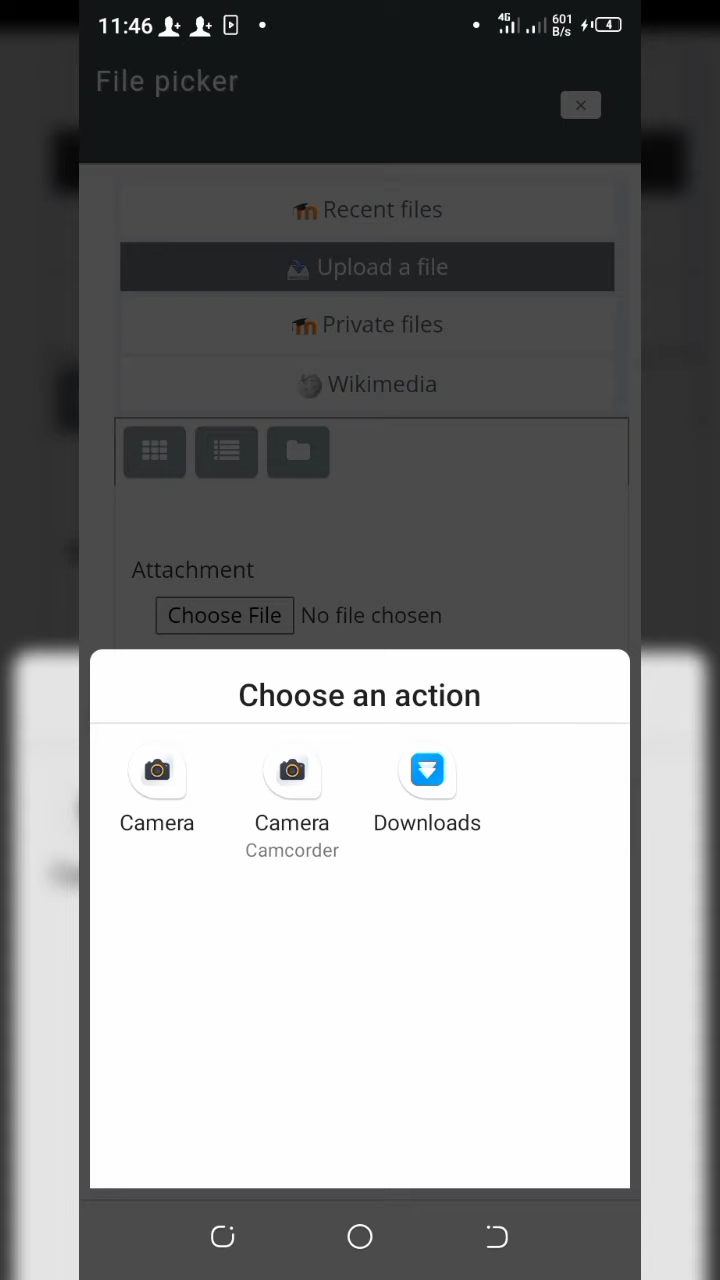 11:46
4G 601 B/s 4
File picker
Recent files
Upload a file
Private files
Wikimedia
Attachment
Choose File No file chosen
Choose an action
Camera Camera Downloads
Camcorder